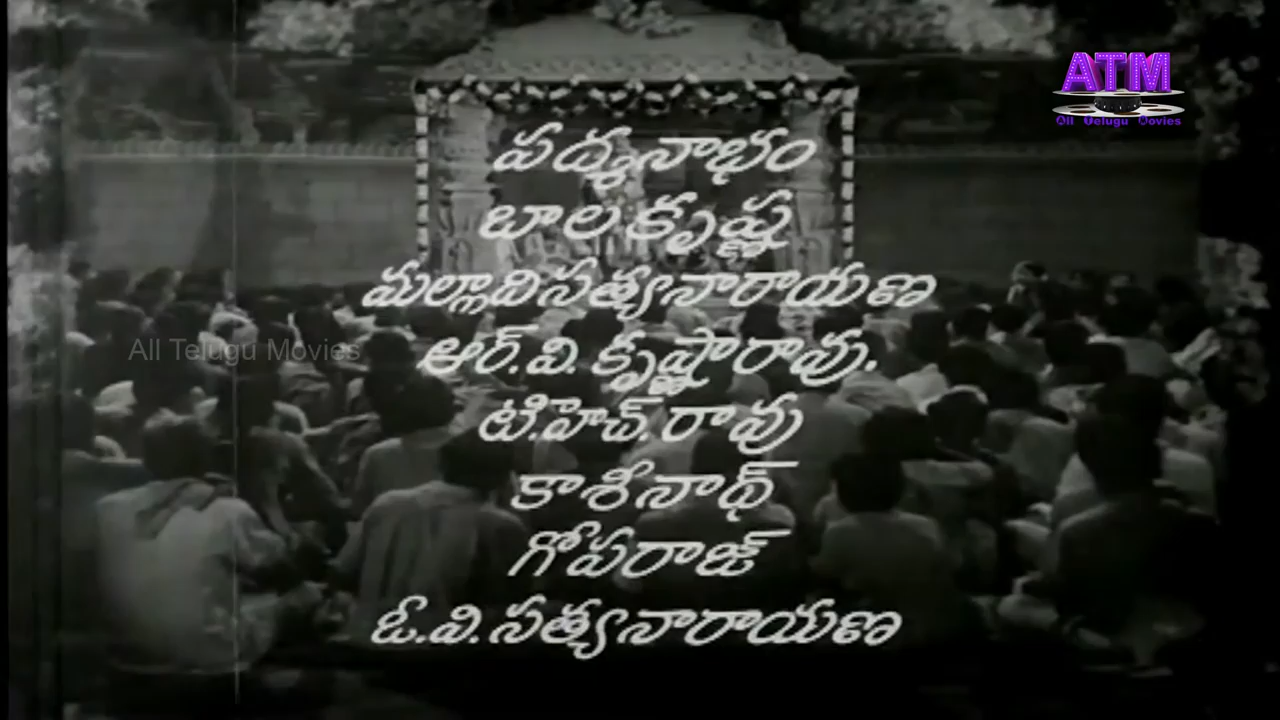 ATM
All Telugu Movies
పద్మనాభం
బాలకృష్ణ
మల్లాదిసత్యనారాయణ
All Telugu Movies
ఆర్.వి.కృష్ణారావు.
టి.హెచ్.రావు
కాశీనాథ్
గోపరాజ్
ఓ.వి.సత్యనారాయణ